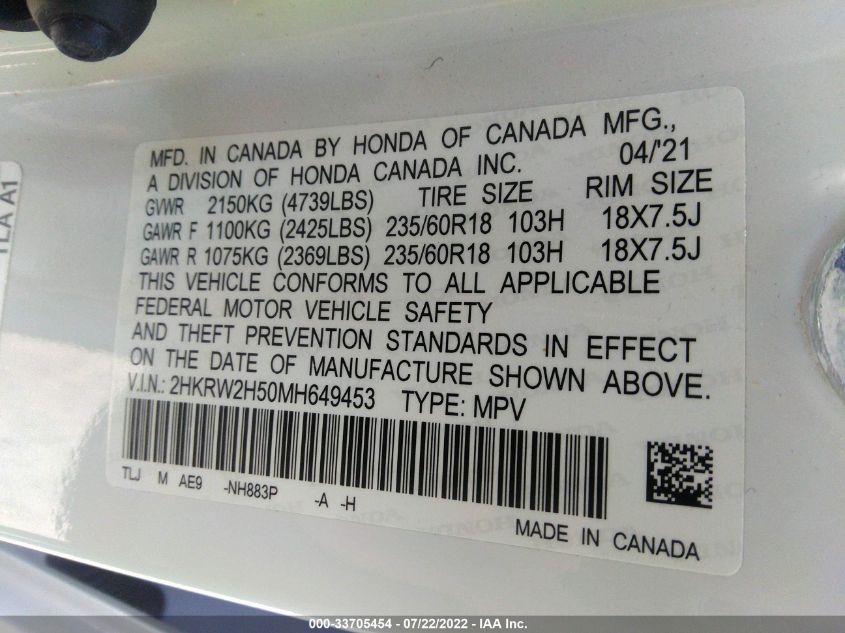 TLA A1
MFD. IN CANADA BY HONDA OF CANADA MFG.,
A DIVISION OF HONDA CANADA INC. 04/'21
GVWR 2150KG (4739LBS) TIRE SIZE RIM SIZE
GAWR F 1100KG (2425LBS) 235/60R18 103H 18X7.5J
GAWR R 1075KG (2369LBS) 235/60R18 103H 18X7.5J
THIS VEHICLE CONFORMS TO ALL APPLICABLE
FEDERAL MOTOR VEHICLE SAFETY
AND THEFT PREVENTION STANDARDS IN EFFECT
ON THE DATE OF MANUFACTURE SHOWN ABOVE.
V.I.N.: 2HKRW2H50MH649453 TYPE: MPV
TLJ M AE9 -NH883P -A -H
MADE IN CANADA
000-33705454 - 07/22/2022 - IAA Inc.